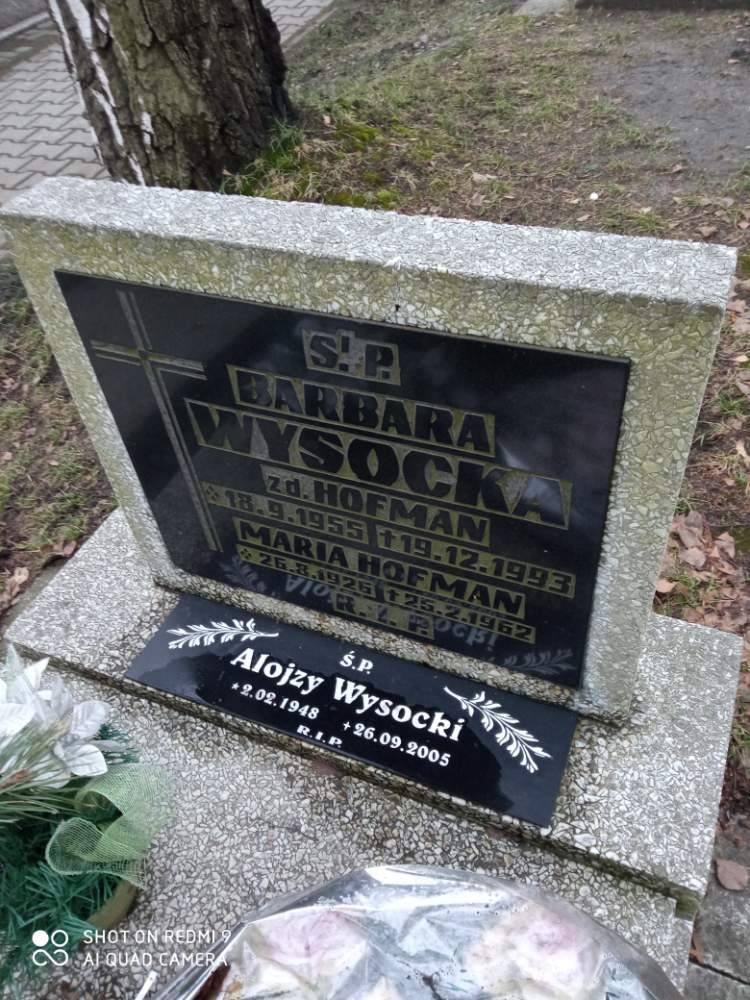 Ś. P.
BARBARA
WYSOCKA
zd. HOFMAN
* 18.9.1955 † 19.12.1993
MARIA HOFMAN
* 26.8.1926 † 25.2.1962
R. I. P.
Ś.P.
Alojzy Wysocki
*2.02.1948 +26.09.2005
R.I.P.
SHOT ON REDMI 9
AI QUAD CAMERA